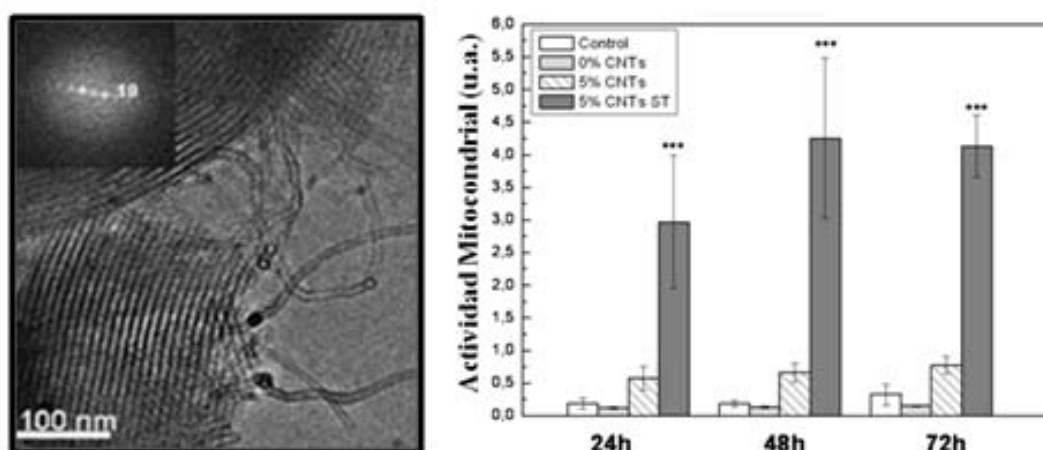 10
100 nm
Actividad Mitocondrial (u.a.)
6,0
5,5
5,0
4,5
4,0
3,5
3,0
2,5
2,0
1,5
1,0
0,5
0,0
Control
0% CNTs
5% CNTs
5% CNTs ST
***
***
***
24h
48h
72h